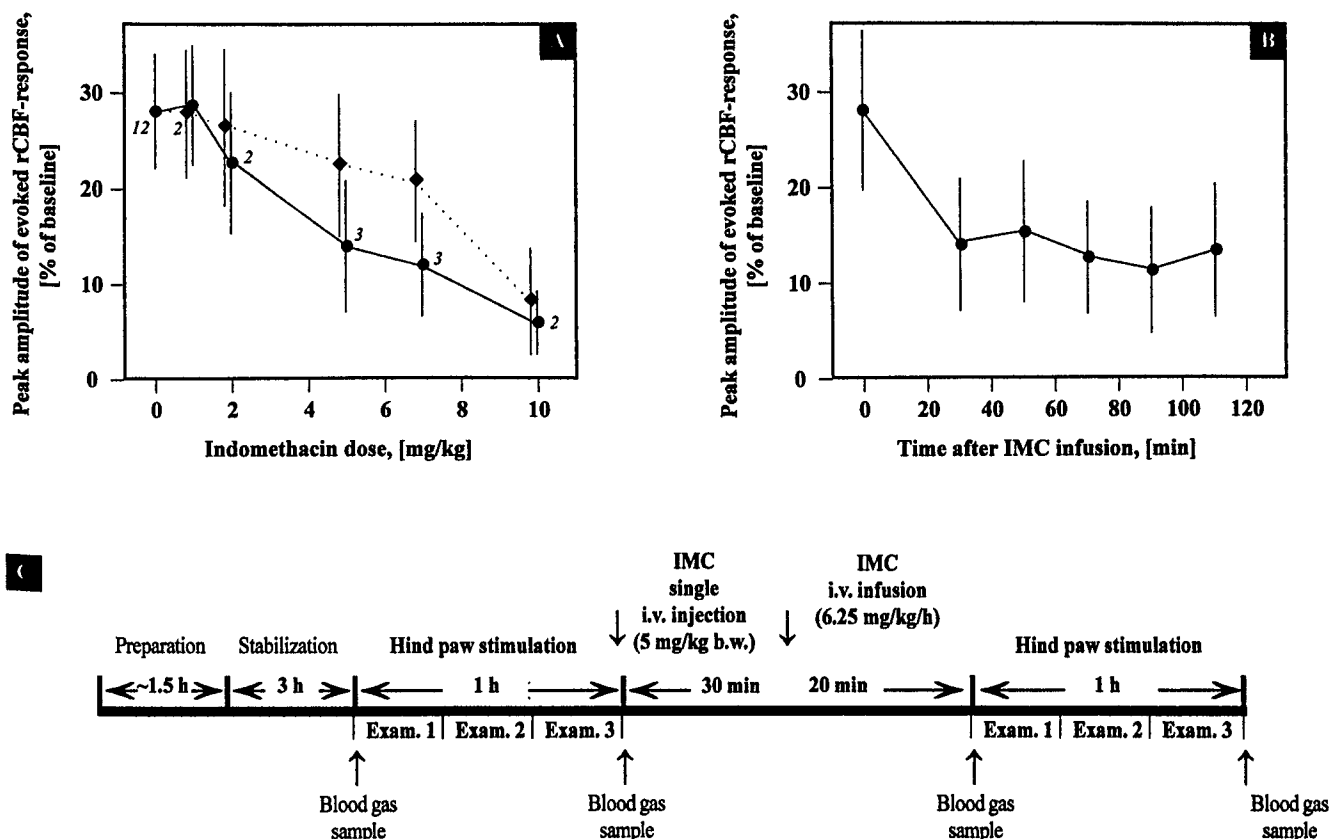 A
Peak amplitude of evoked rCBF-response,
[% of baseline]
30
20
10
0
12
2
2
3
3
2
0
2
4
6
8
10
Indomethacin dose, [mg/kg]
B
Peak amplitude of evoked rCBF-response,
[% of baseline]
30
20
10
0
0
20
40
60
80
100
120
Time after IMC infusion, [min]
C
IMC
single
i.v. injection
(5 mg/kg b.w.)
IMC
i.v. infusion
(6.25 mg/kg/h)
Preparation
Stabilization
Hind paw stimulation
Hind paw stimulation
~1.5 h
3 h
1 h
30 min
20 min
1 h
Exam. 1
Exam. 2
Exam. 3
Exam. 1
Exam. 2
Exam. 3
Blood gas
sample
Blood gas
sample
Blood gas
sample
Blood gas
sample